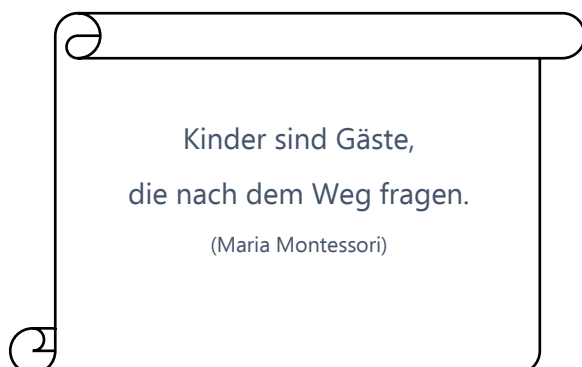 Kinder sind Gäste,
die nach dem Weg fragen.
(Maria Montessori)